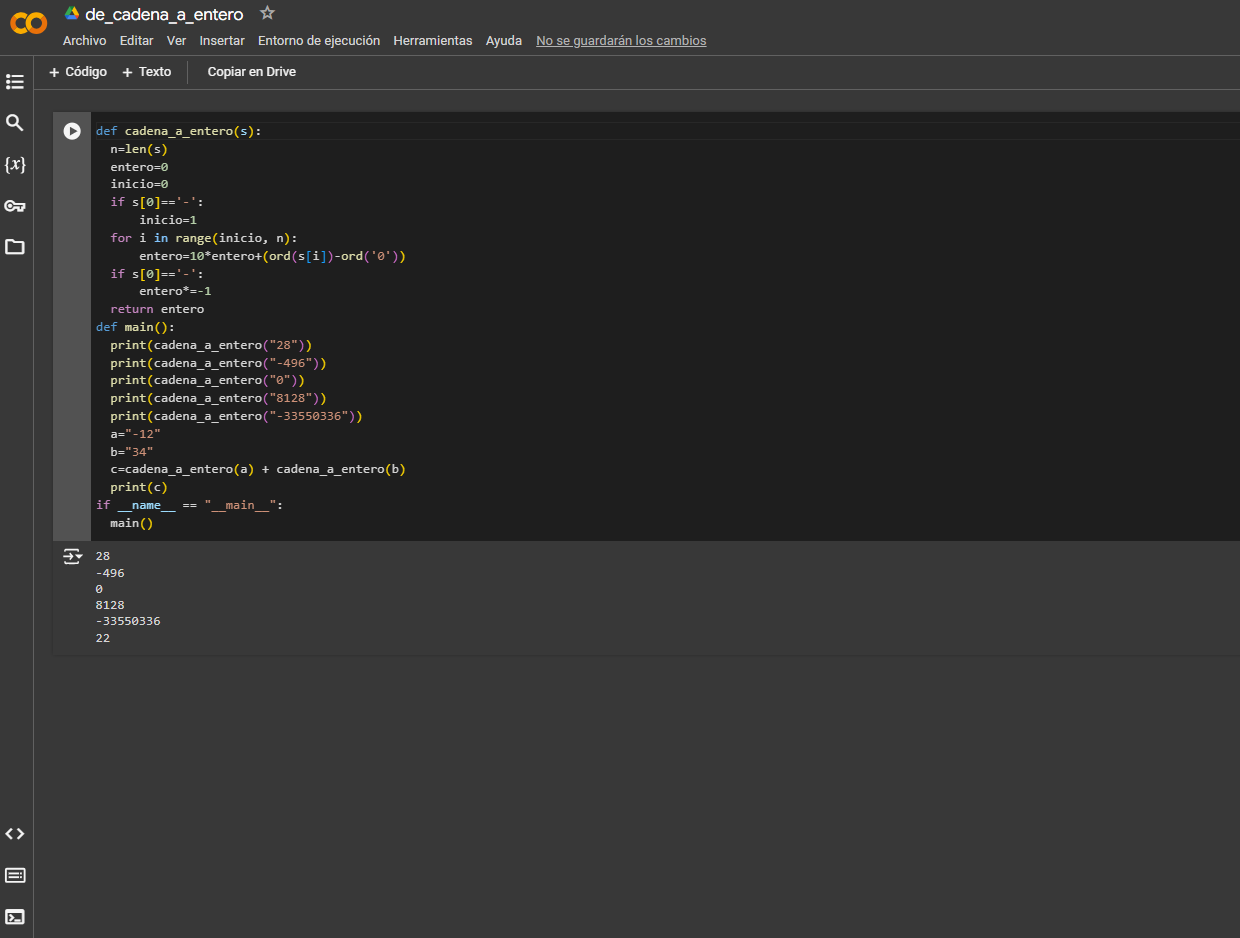 de_cadena_a_entero
Archivo Editar Ver Insertar Entorno de ejecución Herramientas Ayuda No se guardarán los cambios
+ Código + Texto Copiar en Drive
def cadena_a_entero(s):
  n=len(s)
  entero=0
  inicio=0
  if s[0]=='-':
      inicio=1
  for i in range(inicio, n):
      entero=10*entero+(ord(s[i])-ord('0'))
  if s[0]=='-':
      entero*=-1
  return entero
def main():
  print(cadena_a_entero("28"))
  print(cadena_a_entero("-496"))
  print(cadena_a_entero("0"))
  print(cadena_a_entero("8128"))
  print(cadena_a_entero("-33550336"))
  a="-12"
  b="34"
  c=cadena_a_entero(a) + cadena_a_entero(b)
  print(c)
if __name__ == "__main__":
  main()
28
-496
0
8128
-33550336
22